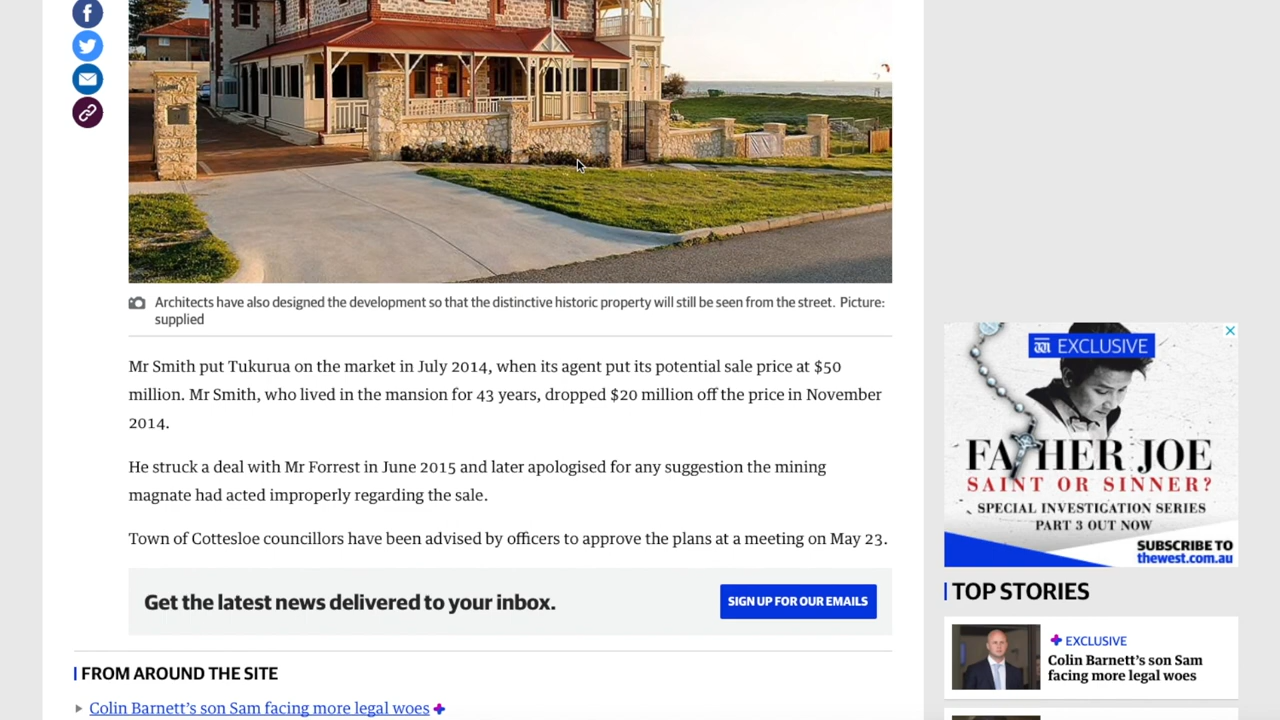 Architects have also designed the development so that the distinctive historic property will still be seen from the street. Picture:
supplied
Mr Smith put Tukurua on the market in July 2014, when its agent put its potential sale price at $50
million. Mr Smith, who lived in the mansion for 43 years, dropped $20 million off the price in November
2014.
He struck a deal with Mr Forrest in June 2015 and later apologised for any suggestion the mining
magnate had acted improperly regarding the sale.
Town of Cottesloe councillors have been advised by officers to approve the plans at a meeting on May 23.
Get the latest news delivered to your inbox.
SIGN UP FOR OUR EMAILS
FROM AROUND THE SITE
Colin Barnett's son Sam facing more legal woes
EXCLUSIVE
FATHER JOE
SAINT OR SINNER?
SPECIAL INVESTIGATION SERIES
PART 3 OUT NOW
SUBSCRIBE TO
thewest.com.au
TOP STORIES
EXCLUSIVE
Colin Barnett's son Sam
facing more legal woes